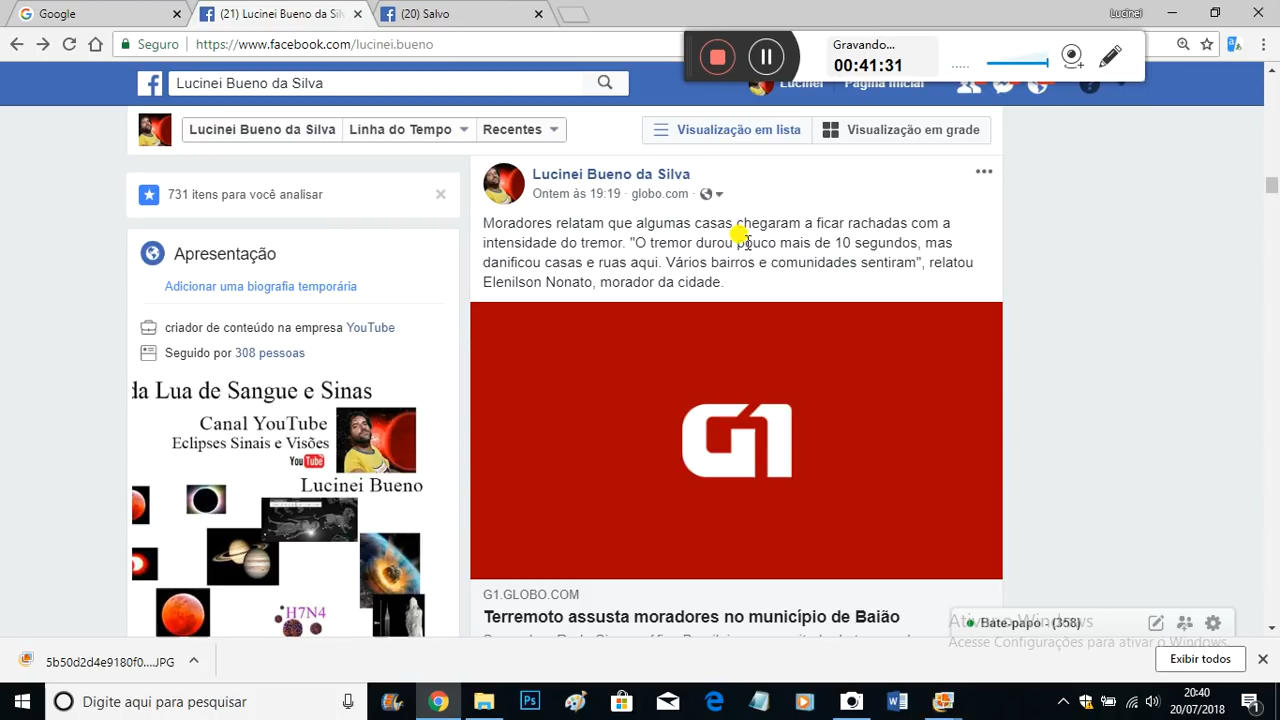 Google
(21) Lucinei Bueno da Sil
(20) Salvo
Lucinei
Seguro
https://www.facebook.com/lucinei.bueno
Gravando...
00:41:31
Lucinei Bueno da Silva
Lucinei
Página inicial
Lucinei Bueno da Silva
Linha do Tempo
Recentes
Visualização em lista
Visualização em grade
731 itens para você analisar
Apresentação
Adicionar uma biografia temporária
criador de conteúdo na empresa YouTube
Seguido por 308 pessoas
da Lua de Sangue e Sinas
Canal YouTube
Eclipses Sinais e Visões
You Tube
Lucinei Bueno
H7N4
Lucinei Bueno da Silva
Ontem às 19:19 · globo.com ·
Moradores relatam que algumas casas chegaram a ficar rachadas com a
intensidade do tremor. "O tremor durou pouco mais de 10 segundos, mas
danificou casas e ruas aqui. Vários bairros e comunidades sentiram", relatou
Elenilson Nonato, morador da cidade.
G1
G1.GLOBO.COM
Terremoto assusta moradores no município de Baião
Bate-papo (358)
Ativar o Windows
Acesse Configurações para ativar o Windows.
5b50d2d4e9180f0....JPG
Exibir todos
Digite aqui para pesquisar
20:40
20/07/2018
1